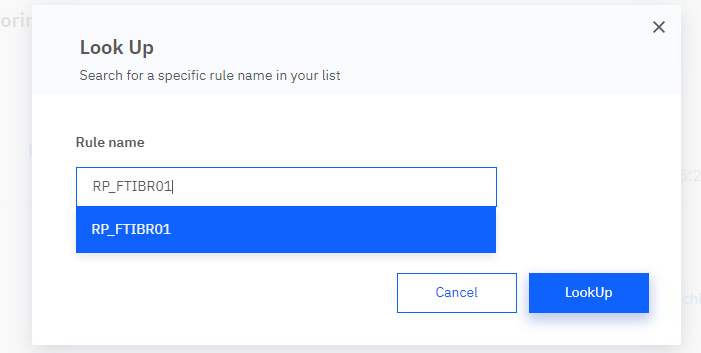 Look Up
Search for a specific rule name in your list
Rule name
RP_FTIBR01
RP_FTIBR01
Cancel
LookUp